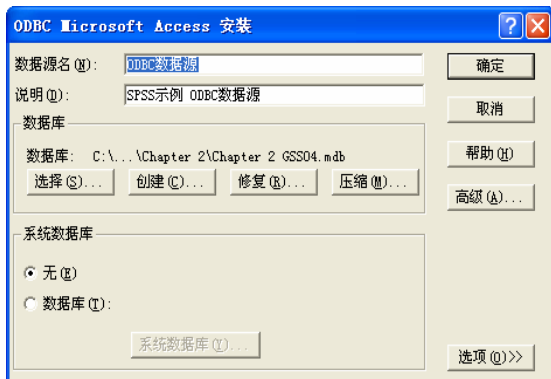 ODBC Microsoft Access 安装
数据源名(N): ODBC数据源
确定
说明(D): SPSS示例 ODBC数据源
取消
数据库
数据库: C:\...\Chapter 2\Chapter 2 GSS04.mdb
帮助(H)
选择(S)... 创建(C)... 修复(R)... 压缩(M)...
高级(A)...
系统数据库
无(E)
数据库(T):
系统数据库(Y)...
选项(O)>>